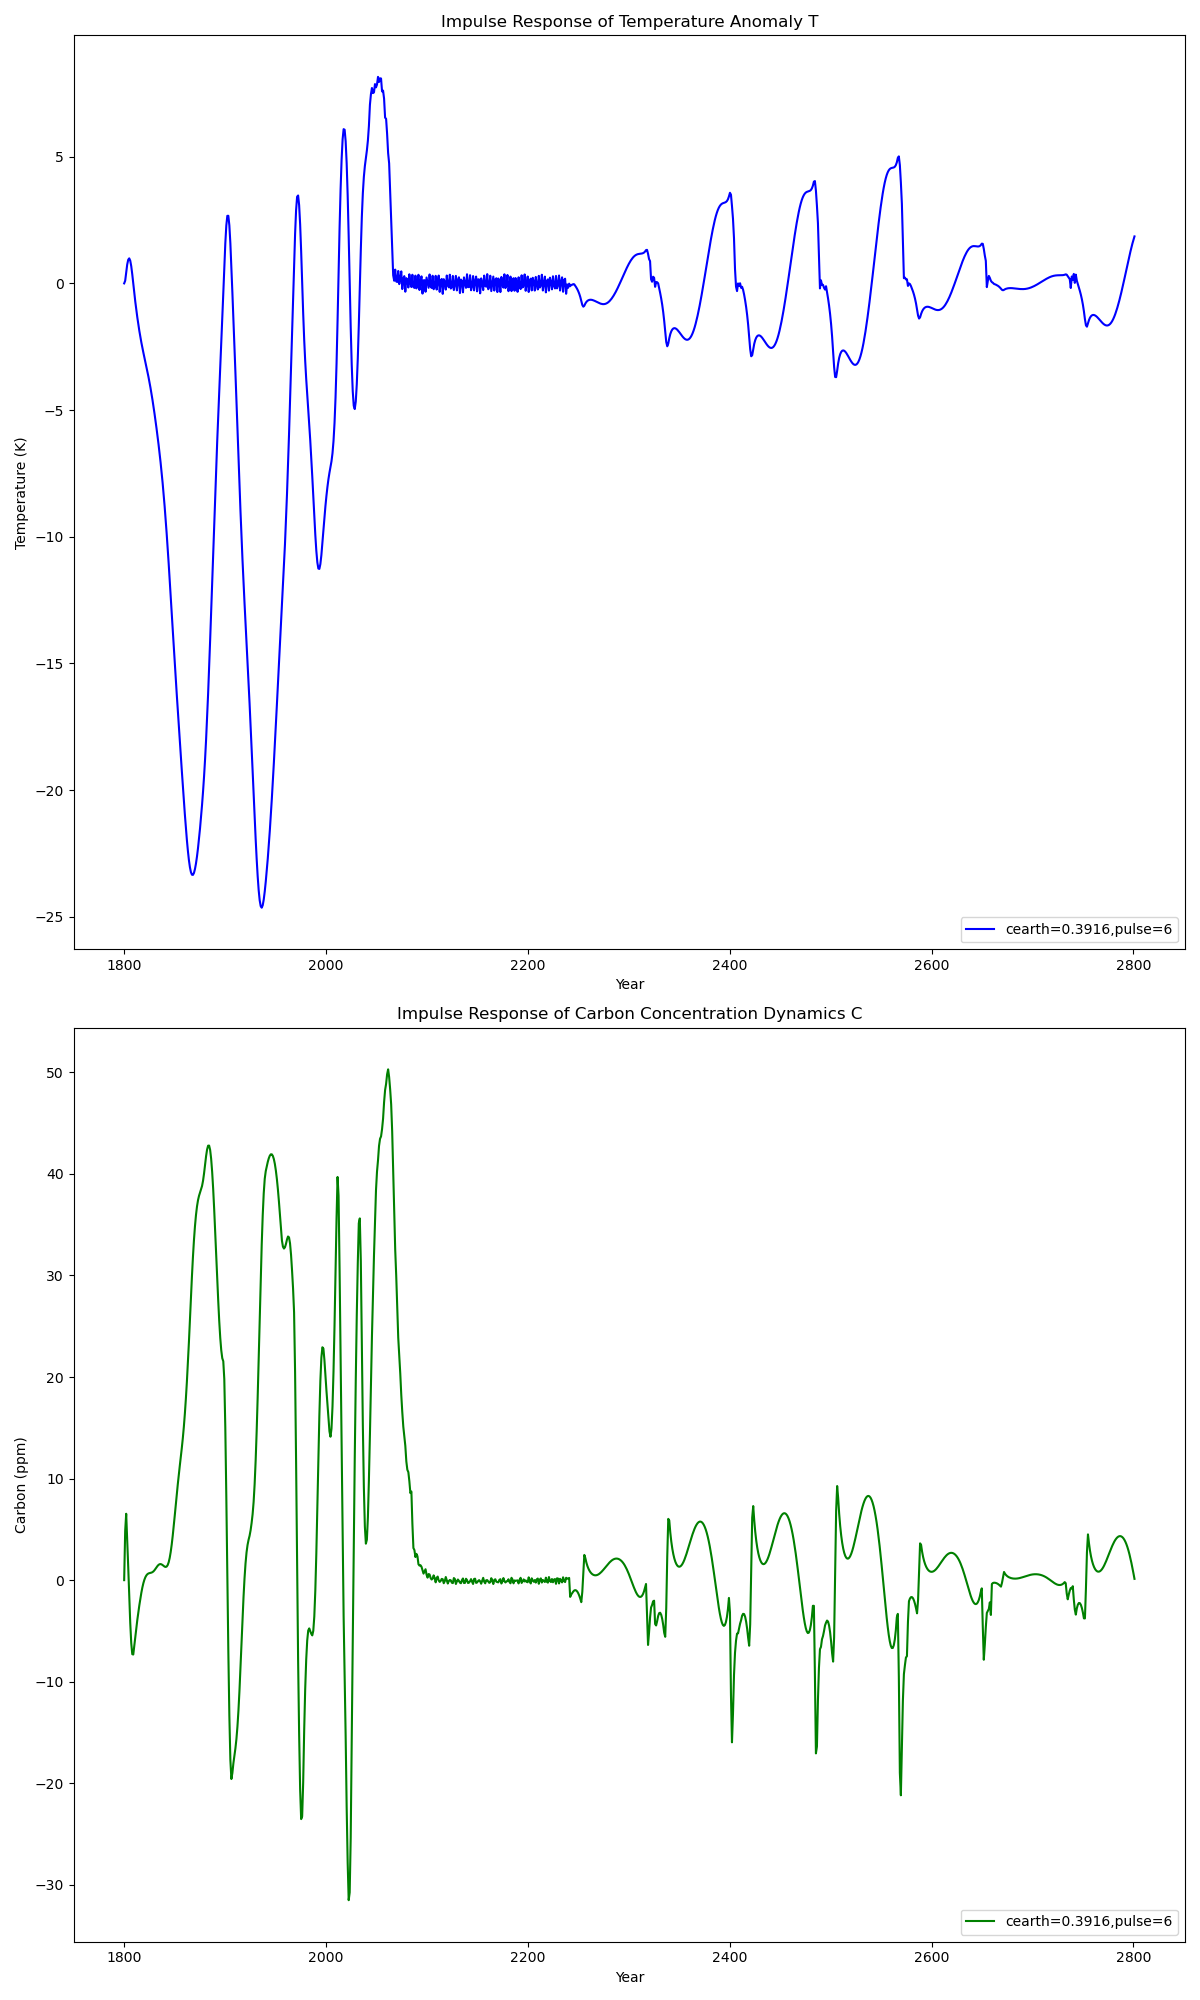 Impulse Response of Temperature Anomaly T
5
0
−5
−10
−15
−20
−25
Temperature (K)
cearth=0.3916,pulse=6
1800 2000 2200 2400 2600 2800
Year
Impulse Response of Carbon Concentration Dynamics C
50
40
30
20
10
0
−10
−20
−30
Carbon (ppm)
cearth=0.3916,pulse=6
1800 2000 2200 2400 2600 2800
Year